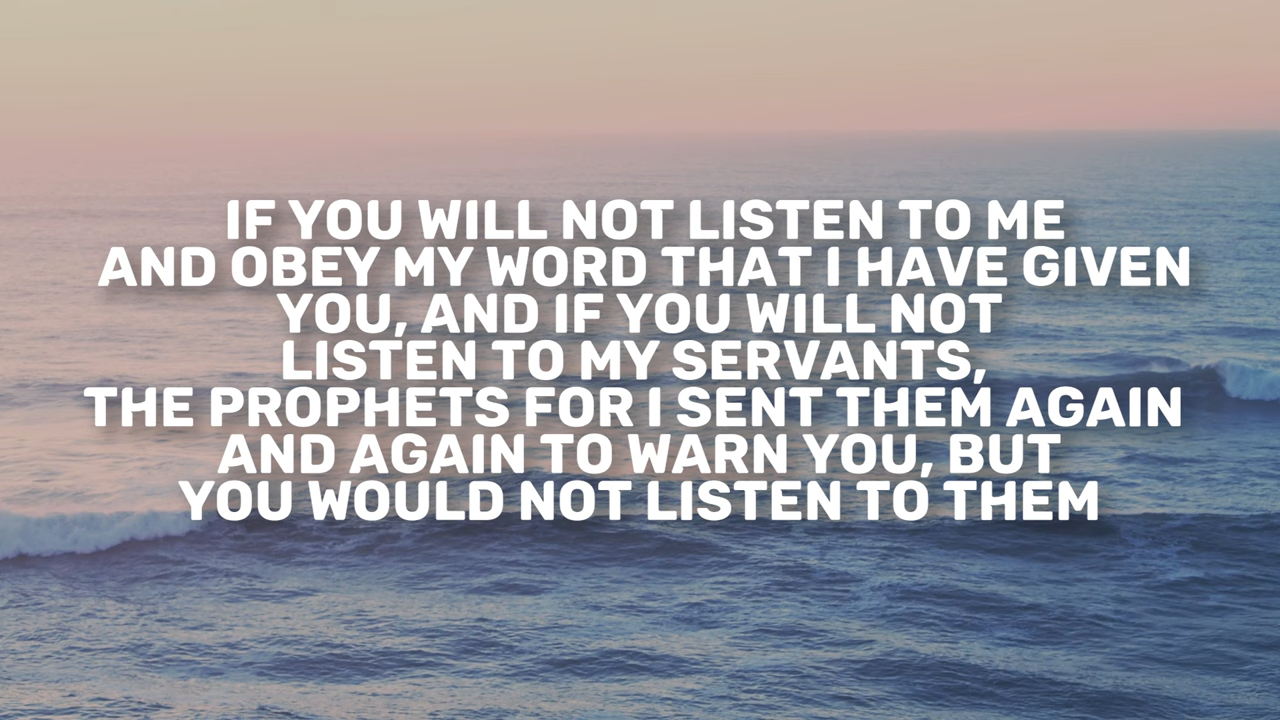 IF YOU WILL NOT LISTEN TO ME
AND OBEY MY WORD THAT I HAVE GIVEN
YOU, AND IF YOU WILL NOT
LISTEN TO MY SERVANTS,
THE PROPHETS FOR I SENT THEM AGAIN
AND AGAIN TO WARN YOU, BUT
YOU WOULD NOT LISTEN TO THEM